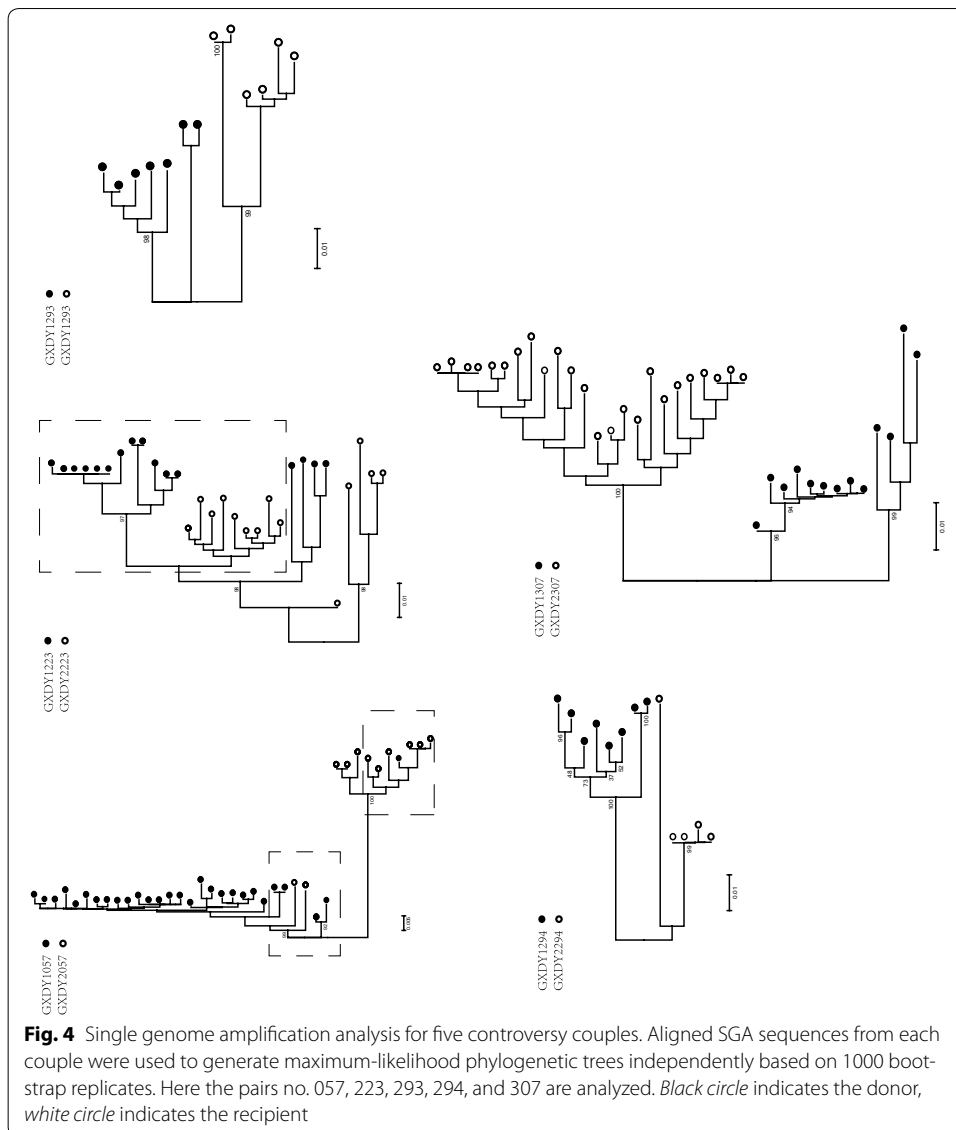 100
99
98
0.01
GXDY1293
GXDY1293
97
98
98
0.01
GXDY1223
GXDY2223
100
94
96
99
0.01
GXDY1307
GXDY2307
100
99
92
0.005
GXDY1057
GXDY2057
96
48
73
37
52
100
100
99
0.01
GXDY1294
GXDY2294
Fig. 4 Single genome amplification analysis for five controversy couples. Aligned SGA sequences from each
couple were used to generate maximum-likelihood phylogenetic trees independently based on 1000 boot-
strap replicates. Here the pairs no. 057, 223, 293, 294, and 307 are analyzed. Black circle indicates the donor,
white circle indicates the recipient